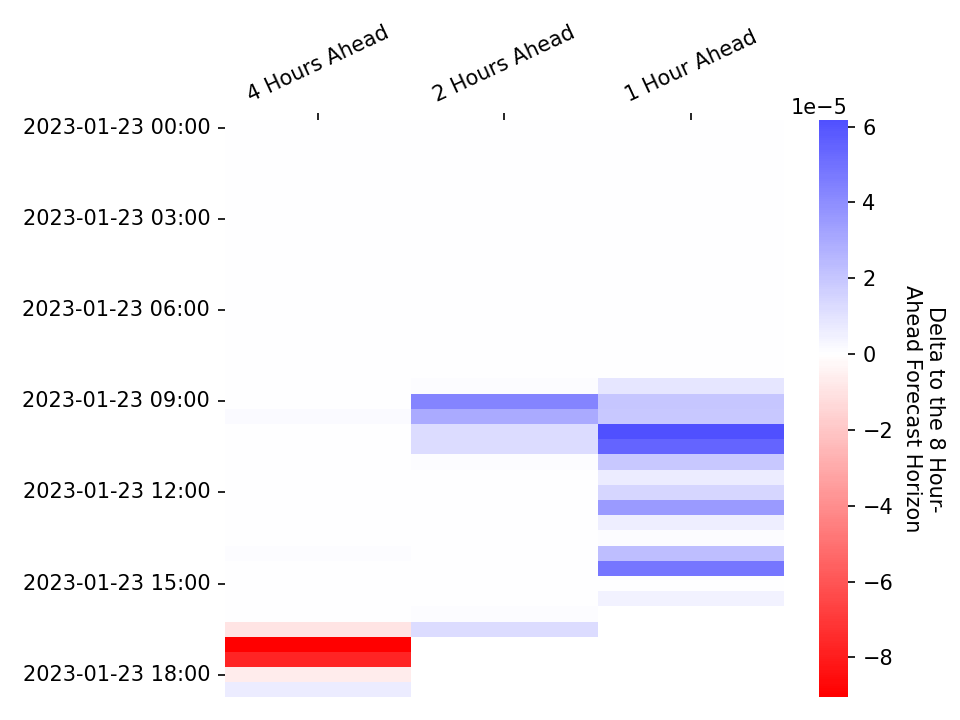 4 Hours Ahead
2 Hours Ahead
1 Hour Ahead
1e−5
2023-01-23 00:00
2023-01-23 03:00
2023-01-23 06:00
2023-01-23 09:00
2023-01-23 12:00
2023-01-23 15:00
2023-01-23 18:00
6
4
2
0
−2
−4
−6
−8
Delta to the 8 Hour-
Ahead Forecast Horizon